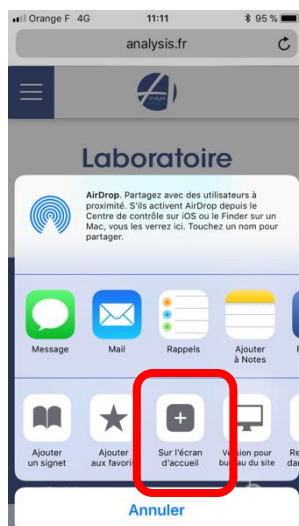 Orange F 4G 11:11 95 %
analysis.fr
Laboratoire
AirDrop. Partagez avec des utilisateurs à
proximité. S'ils activent AirDrop depuis le
Centre de contrôle sur iOS ou le Finder sur un
Mac, vous les verrez ici. Touchez un nom pour
partager.
Message Mail Rappels Ajouter
à Notes
Ajouter
un signet
Ajouter
aux favoris
Sur l'écran
d'accueil
Version pour
bureau du site
Annuler